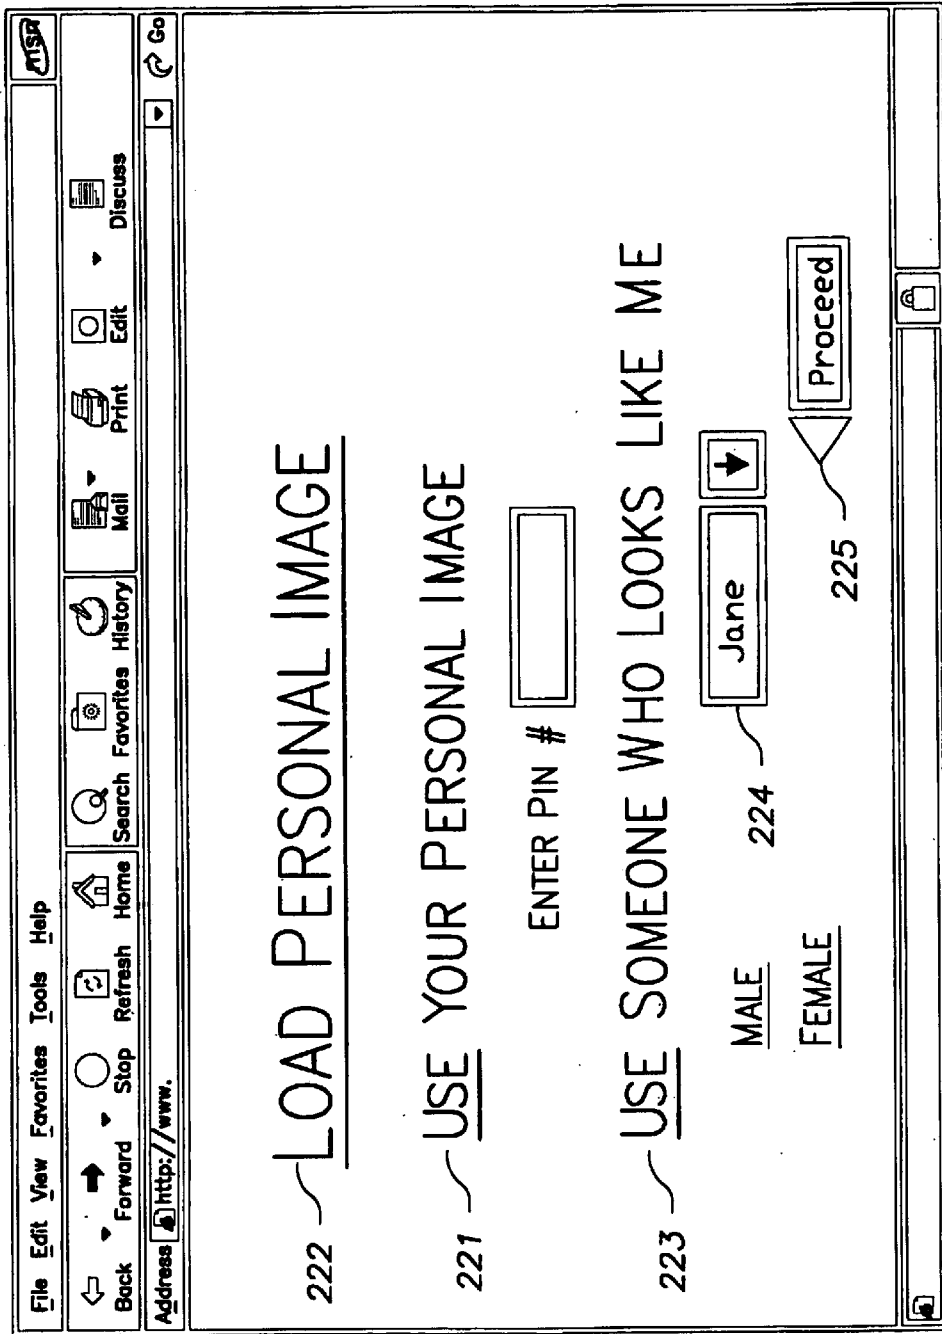 File Edit View Favorites Tools Help
msn
Back Forward Stop Refresh Home Search Favorites History Mail Print Edit Discuss
Address http://www. Go
222 LOAD PERSONAL IMAGE
221 USE YOUR PERSONAL IMAGE
ENTER PIN #
223 USE SOMEONE WHO LOOKS LIKE ME
MALE 224 Jane
FEMALE 225 Proceed